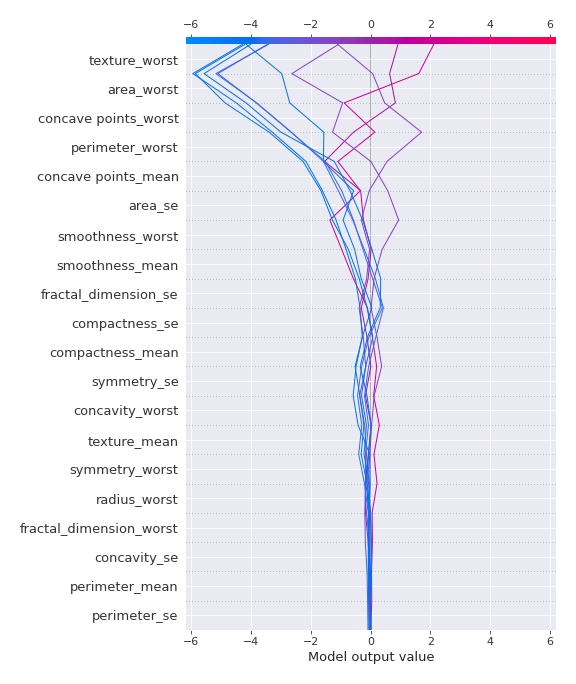 −6 −4 −2 0 2 4 6
texture_worst
area_worst
concave points_worst
perimeter_worst
concave points_mean
area_se
smoothness_worst
smoothness_mean
fractal_dimension_se
compactness_se
compactness_mean
symmetry_se
concavity_worst
texture_mean
symmetry_worst
radius_worst
fractal_dimension_worst
concavity_se
perimeter_mean
perimeter_se
−6 −4 −2 0 2 4 6
Model output value